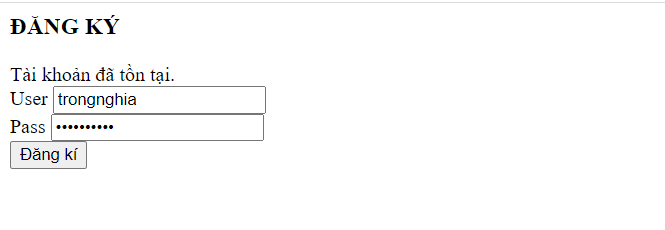 ĐĂNG KÝ
Tài khoản đã tồn tại.
User trongnghia
Pass ••••••••••
Đăng kí